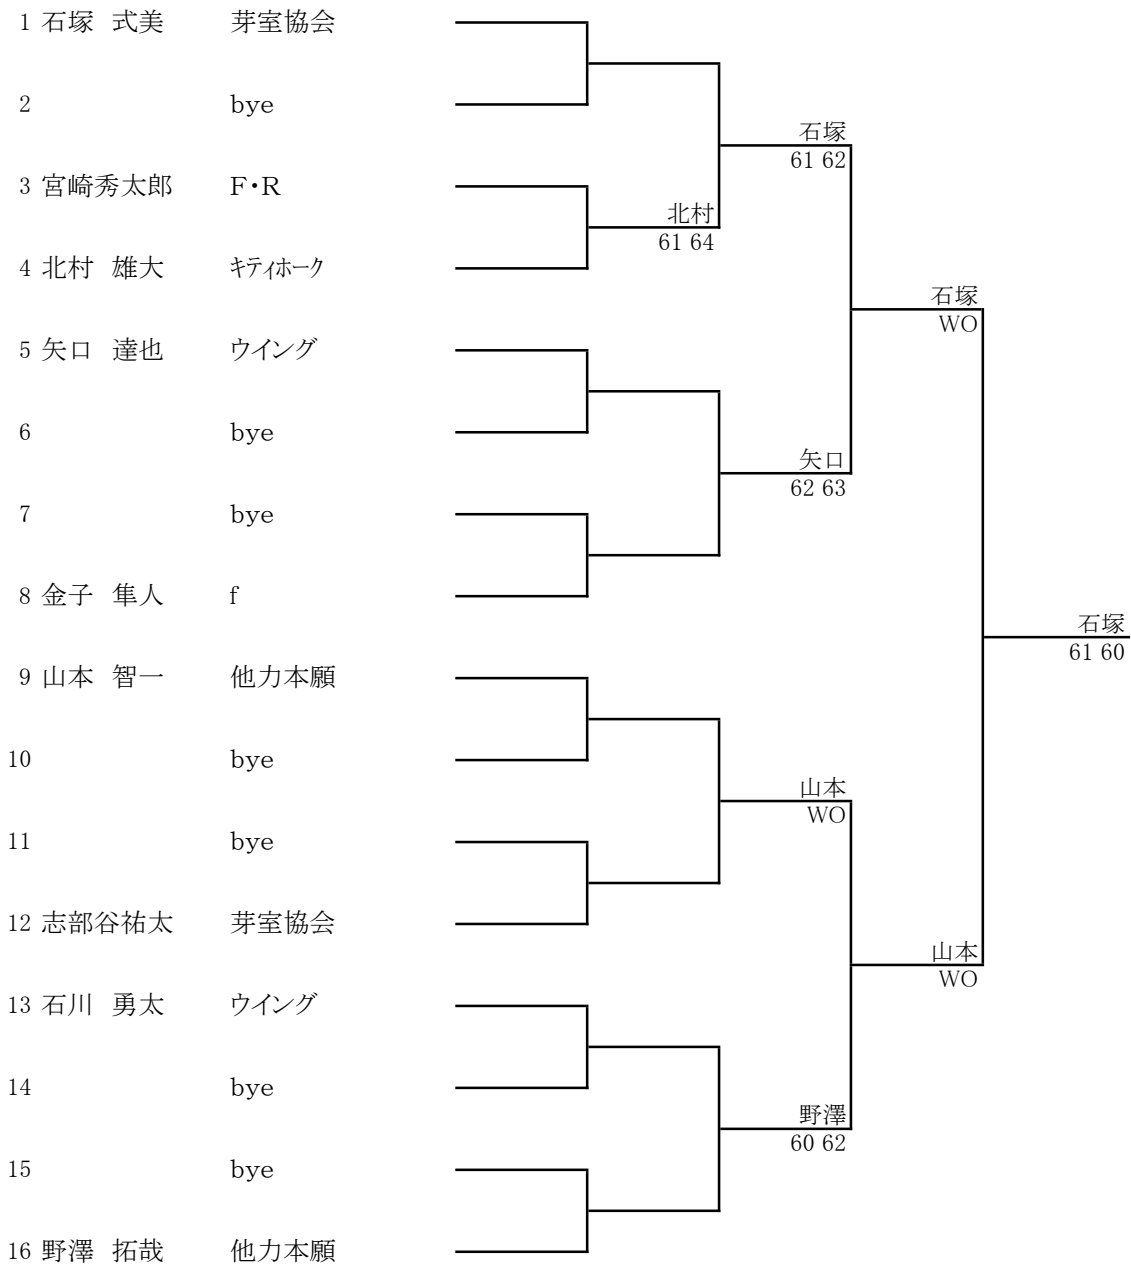 1 石塚 式美 芽室協会
2 bye
石塚
61 62
3 宮崎秀太郎 F・R
北村
61 64
4 北村 雄大 キティホーク
石塚
WO
5 矢口 達也 ウイング
6 bye
矢口
62 63
7 bye
8 金子 隼人 f
石塚
61 60
9 山本 智一 他力本願
10 bye
山本
WO
11 bye
12 志部谷祐太 芽室協会
山本
WO
13 石川 勇太 ウイング
14 bye
野澤
60 62
15 bye
16 野澤 拓哉 他力本願